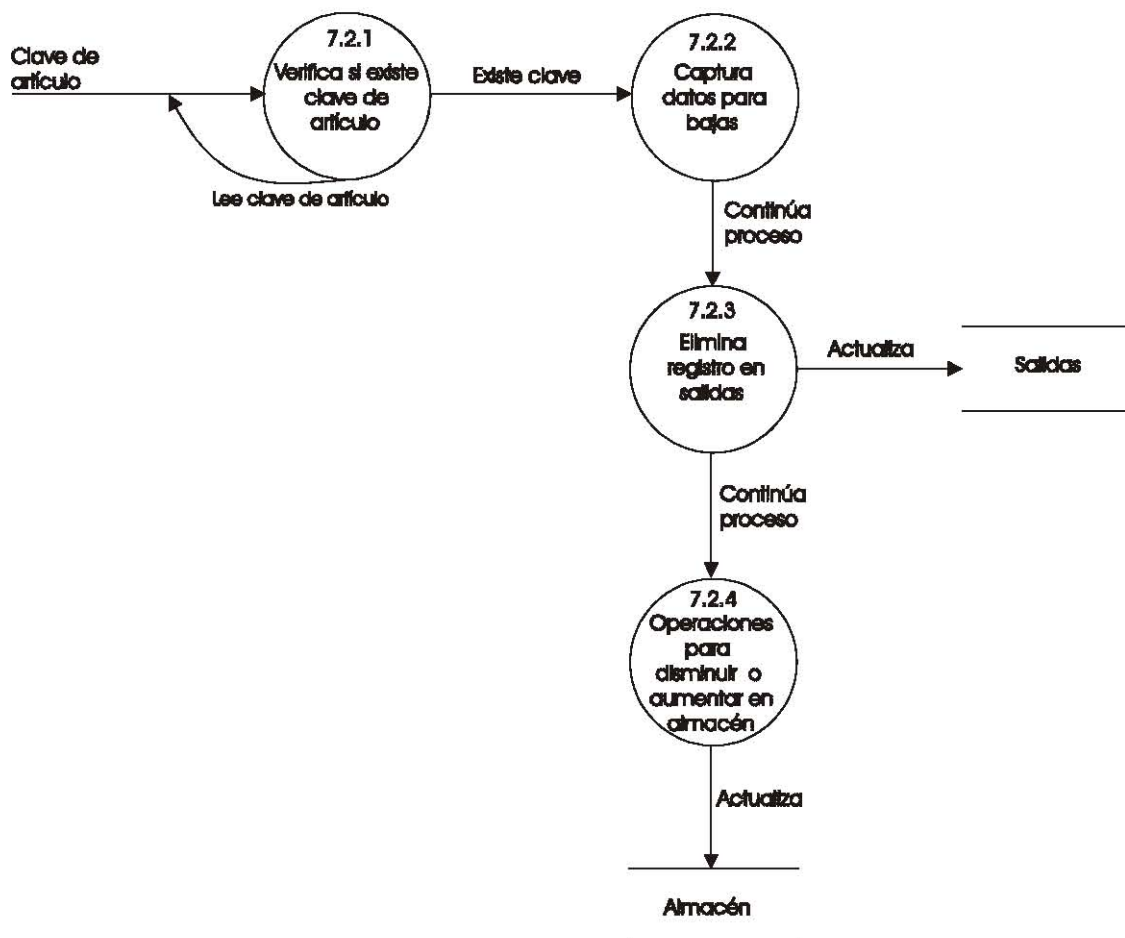 Clave de
artículo
7.2.1
Verifica si existe
clave de
artículo
Lee clave de artículo
Existe clave
7.2.2
Captura
datos para
bajas
Continúa
proceso
7.2.3
Elimina
registro en
salidas
Actualiza
Salidas
Continúa
proceso
7.2.4
Operaciones
para
disminuir o
aumentar en
almacén
Actualiza
Almacén